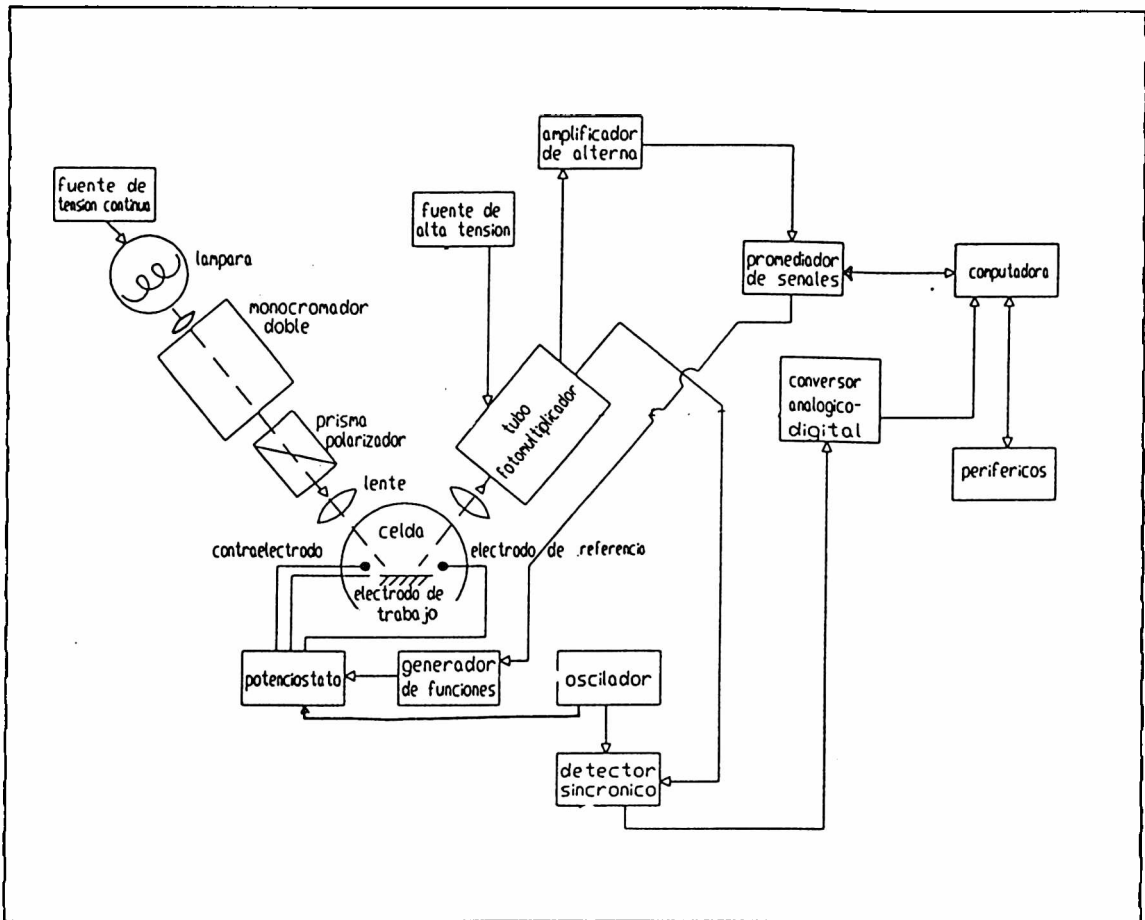 amplificador
de alterna
fuente de
tension continua
fuente de
alta tension
lampara
promediador
de senales
computadora
monocromador
doble
conversor
analogico-
digital
prisma
polarizador
tubo
fotomultiplicador
perifericos
lente
celda
contraelectrodo
electrodo de referencia
electrodo de
trabajo
potenciostato
generador
de funciones
oscilador
detector
sincronico